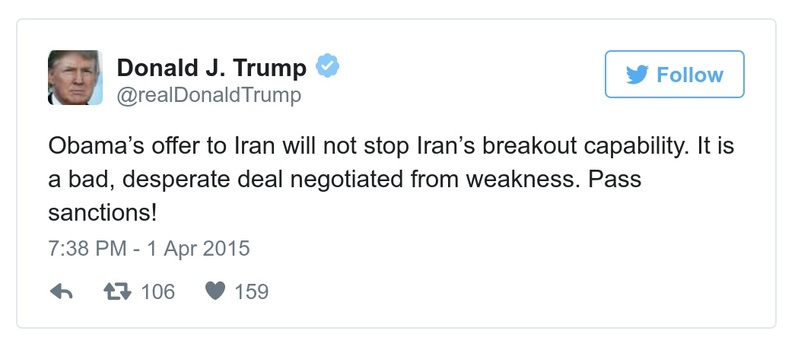 Donald J. Trump
@realDonaldTrump
Follow
Obama’s offer to Iran will not stop Iran’s breakout capability. It is
a bad, desperate deal negotiated from weakness. Pass
sanctions!
7:38 PM - 1 Apr 2015
106 159